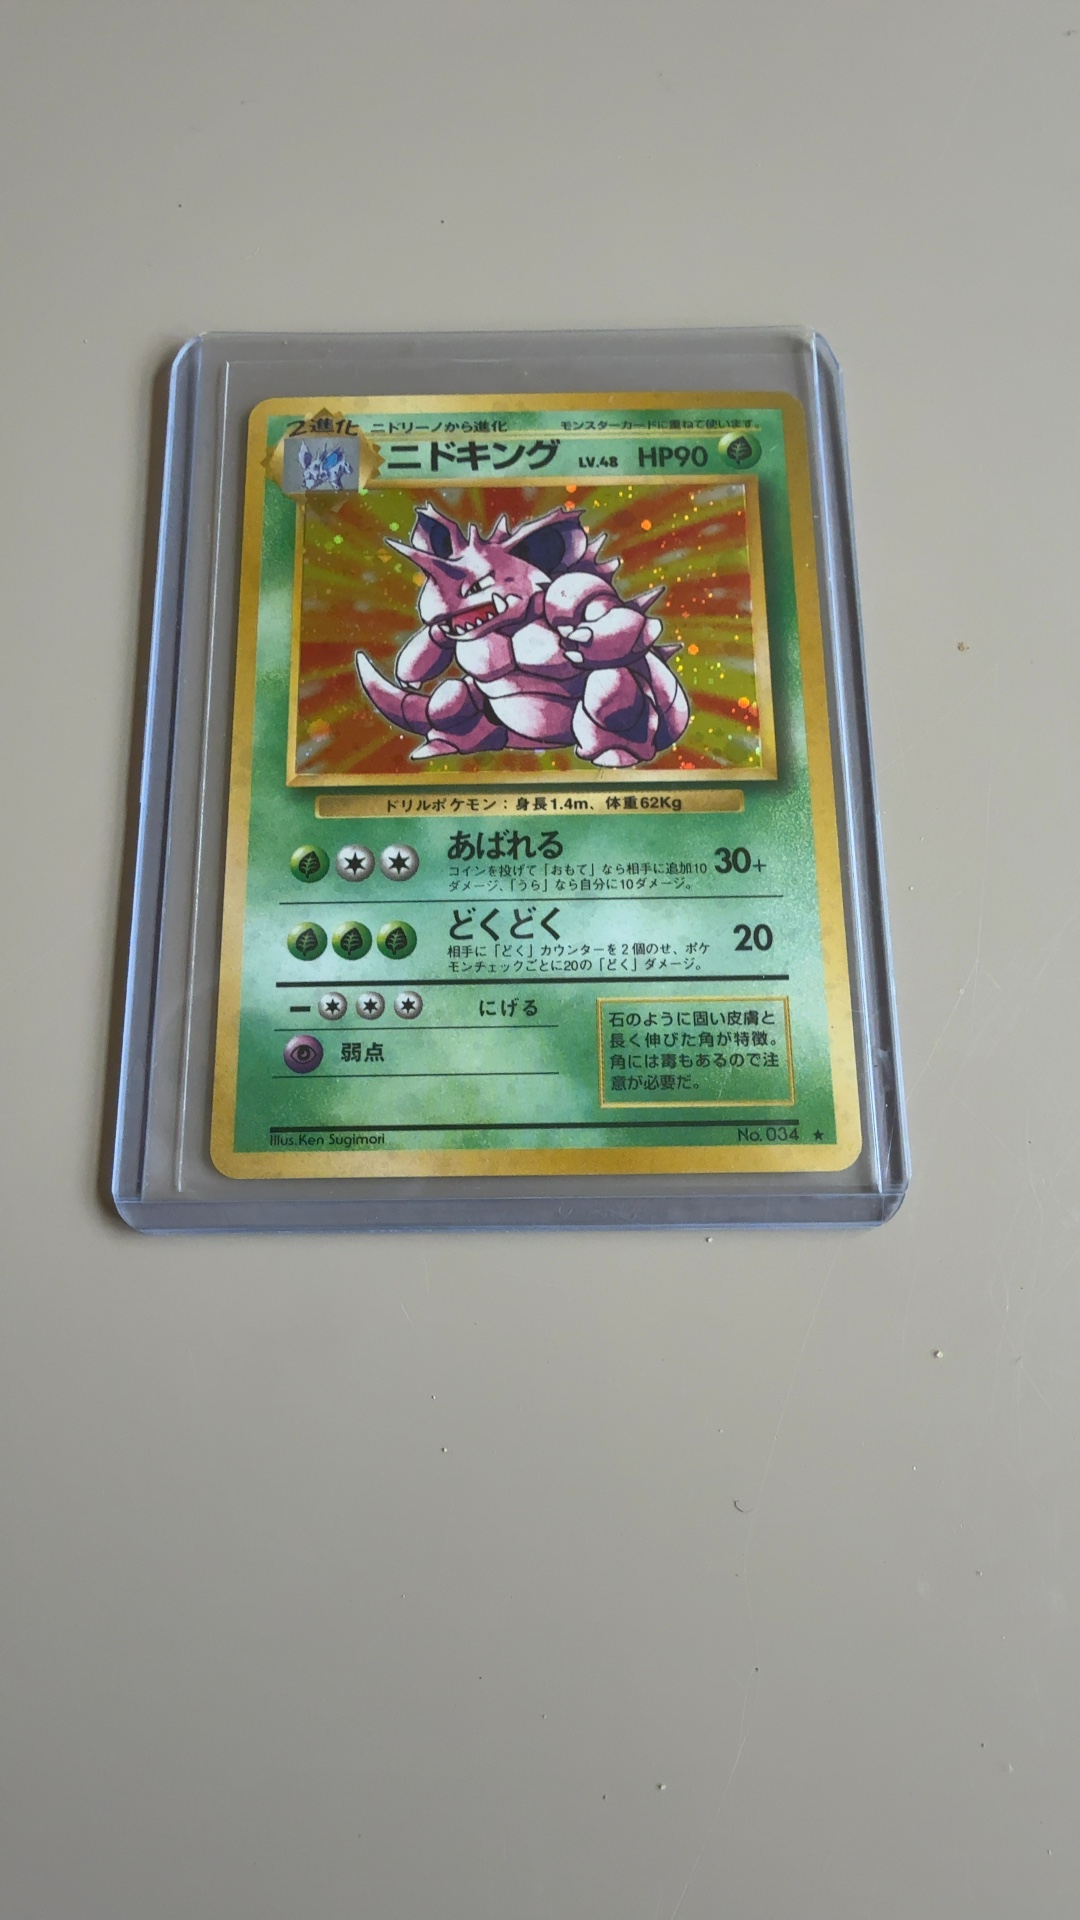 2進化 ニドリーノから進化 モンスターカードに重ねて使います。
ニドキング LV.48 HP90
ドリルポケモン：身長1.4m、体重62Kg
あばれる 30+
コインを投げて「おもて」なら相手に追加10
ダメージ、「うら」なら自分に10ダメージ。
どくどく 20
相手に「どく」カウンターを2個のせ、ポケ
モンチェックごとに20の「どく」ダメージ。
にげる
弱点
石のように固い皮膚と
長く伸びた角が特徴。
角には毒もあるので注
意が必要だ。
Illus.Ken Sugimori No.034 ★